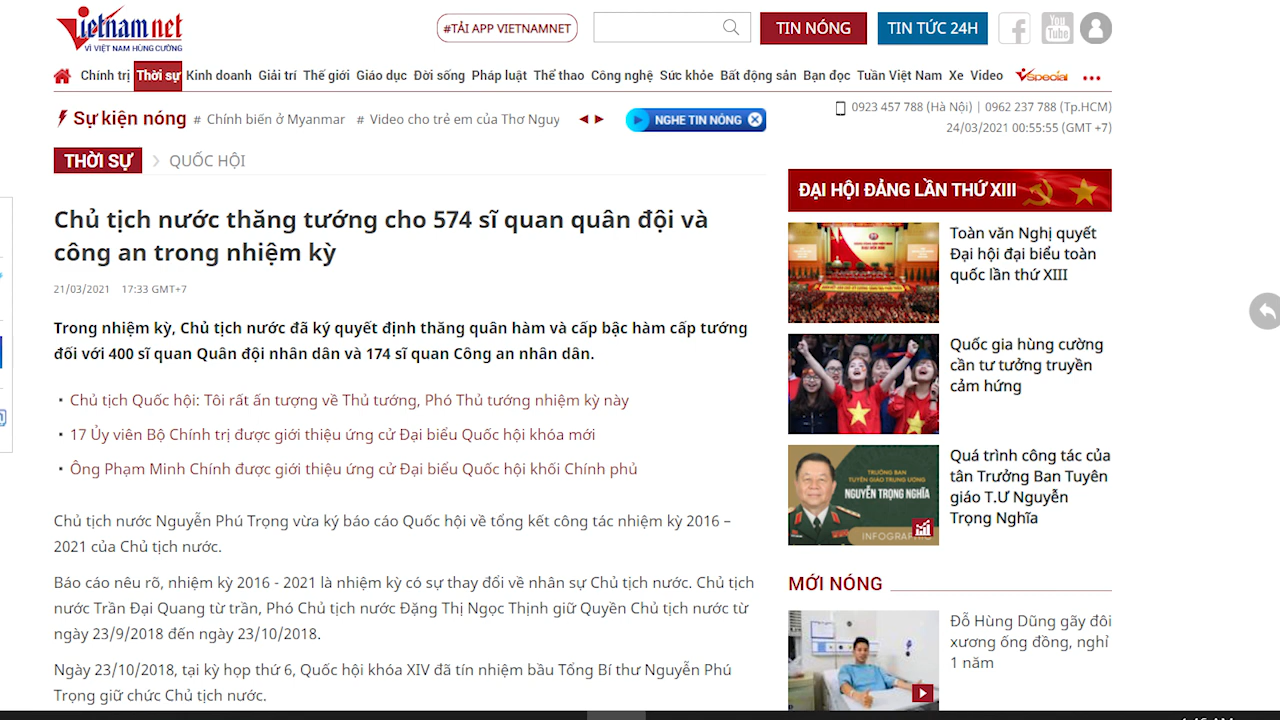 Vietnam net
VÌ VIỆT NAM HÙNG CƯỜNG
#TẢI APP VIETNAMNET
TIN NÓNG
TIN TỨC 24H
You Tube
Chính trị Thời sự Kinh doanh Giải trí Thế giới Giáo dục Đời sống Pháp luật Thể thao Công nghệ Sức khỏe Bất động sản Bạn đọc Tuần Việt Nam Xe Video Special
Sự kiện nóng # Chính biến ở Myanmar # Video cho trẻ em của Thơ Nguy
NGHE TIN NÓNG
0923 457 788 (Hà Nội) | 0962 237 788 (Tp.HCM)
24/03/2021 00:55:55 (GMT +7)
THỜI SỰ QUỐC HỘI
Chủ tịch nước thăng tướng cho 574 sĩ quan quân đội và
công an trong nhiệm kỳ
21/03/2021 17:33 GMT+7
Trong nhiệm kỳ, Chủ tịch nước đã ký quyết định thăng quân hàm và cấp bậc hàm cấp tướng
đối với 400 sĩ quan Quân đội nhân dân và 174 sĩ quan Công an nhân dân.
Chủ tịch Quốc hội: Tôi rất ấn tượng về Thủ tướng, Phó Thủ tướng nhiệm kỳ này
17 Ủy viên Bộ Chính trị được giới thiệu ứng cử Đại biểu Quốc hội khóa mới
Ông Phạm Minh Chính được giới thiệu ứng cử Đại biểu Quốc hội khối Chính phủ
Chủ tịch nước Nguyễn Phú Trọng vừa ký báo cáo Quốc hội về tổng kết công tác nhiệm kỳ 2016 –
2021 của Chủ tịch nước.
Báo cáo nêu rõ, nhiệm kỳ 2016 - 2021 là nhiệm kỳ có sự thay đổi về nhân sự Chủ tịch nước. Chủ tịch
nước Trần Đại Quang từ trần, Phó Chủ tịch nước Đặng Thị Ngọc Thịnh giữ Quyền Chủ tịch nước từ
ngày 23/9/2018 đến ngày 23/10/2018.
Ngày 23/10/2018, tại kỳ họp thứ 6, Quốc hội khóa XIV đã tín nhiệm bầu Tổng Bí thư Nguyễn Phú
Trọng giữ chức Chủ tịch nước.
ĐẠI HỘI ĐẢNG LẦN THỨ XIII
Toàn văn Nghị quyết
Đại hội đại biểu toàn
quốc lần thứ XIII
Quốc gia hùng cường
cần tư tưởng truyền
cảm hứng
TRƯỞNG BAN
TUYÊN GIÁO TRUNG ƯƠNG
NGUYỄN TRỌNG NGHĨA
INFOGRAPHIC
Quá trình công tác của
tân Trưởng Ban Tuyên
giáo T.Ư Nguyễn
Trọng Nghĩa
MỚI NÓNG
Đỗ Hùng Dũng gãy đôi
xương ống đồng, nghỉ
1 năm